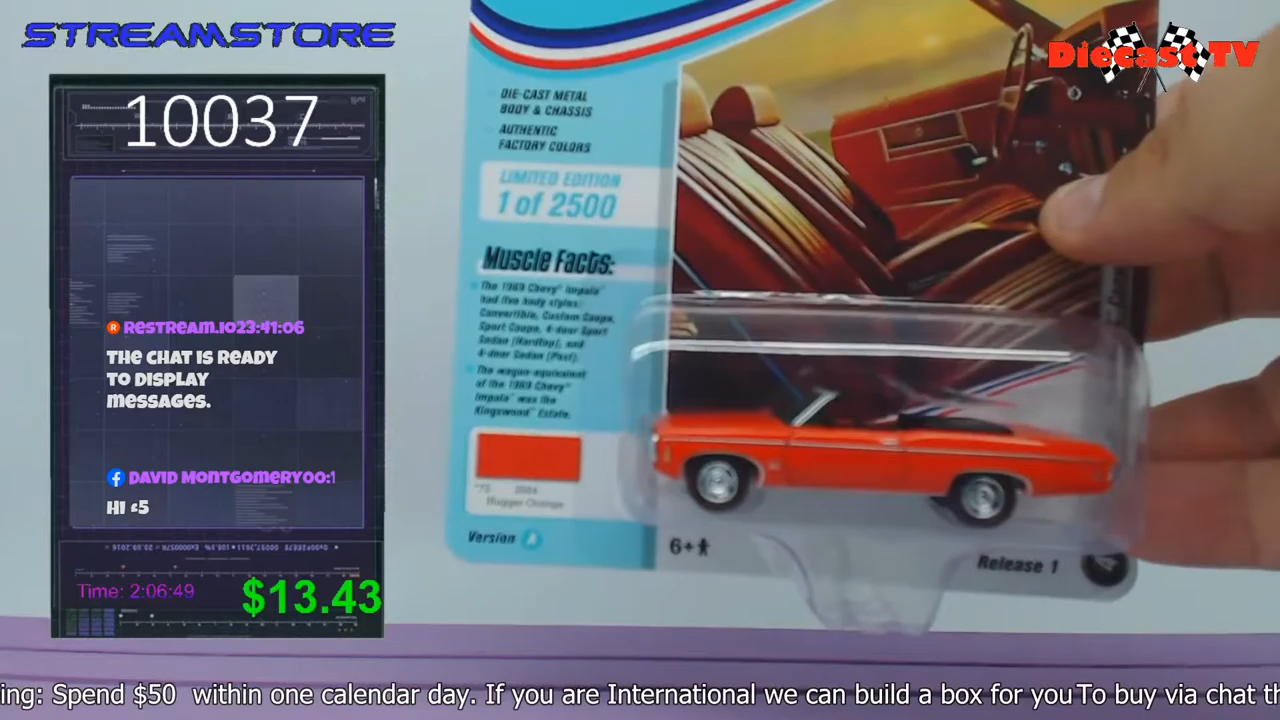 STREAMSTORE
10037
RESTREAM.IO23:41:06
THE CHAT IS READY
TO DISPLAY
MESSAGES.
DAVID MONTGOMERY00:1
HI £5
Time: 2:06:49
$13.43
Diecast TV
DIE-CAST METAL
BODY & CHASSIS
AUTHENTIC
FACTORY COLORS
LIMITED EDITION
1 of 2500
Muscle Facts:
The 1969 Chevy Impala
had five body styles:
Convertible, Custom Coupe,
Sport Coupe, 4-door Sport
Sedan (Hardtop), and
4-door Sedan (Post).
The wagon-equivalent
of the 1969 Chevy
Impala was the
Kingswood Estate.
Hugger Orange
Version A
6+
Release 1
ing: Spend $50 within one calendar day. If you are International we can build a box for youTo buy via chat th